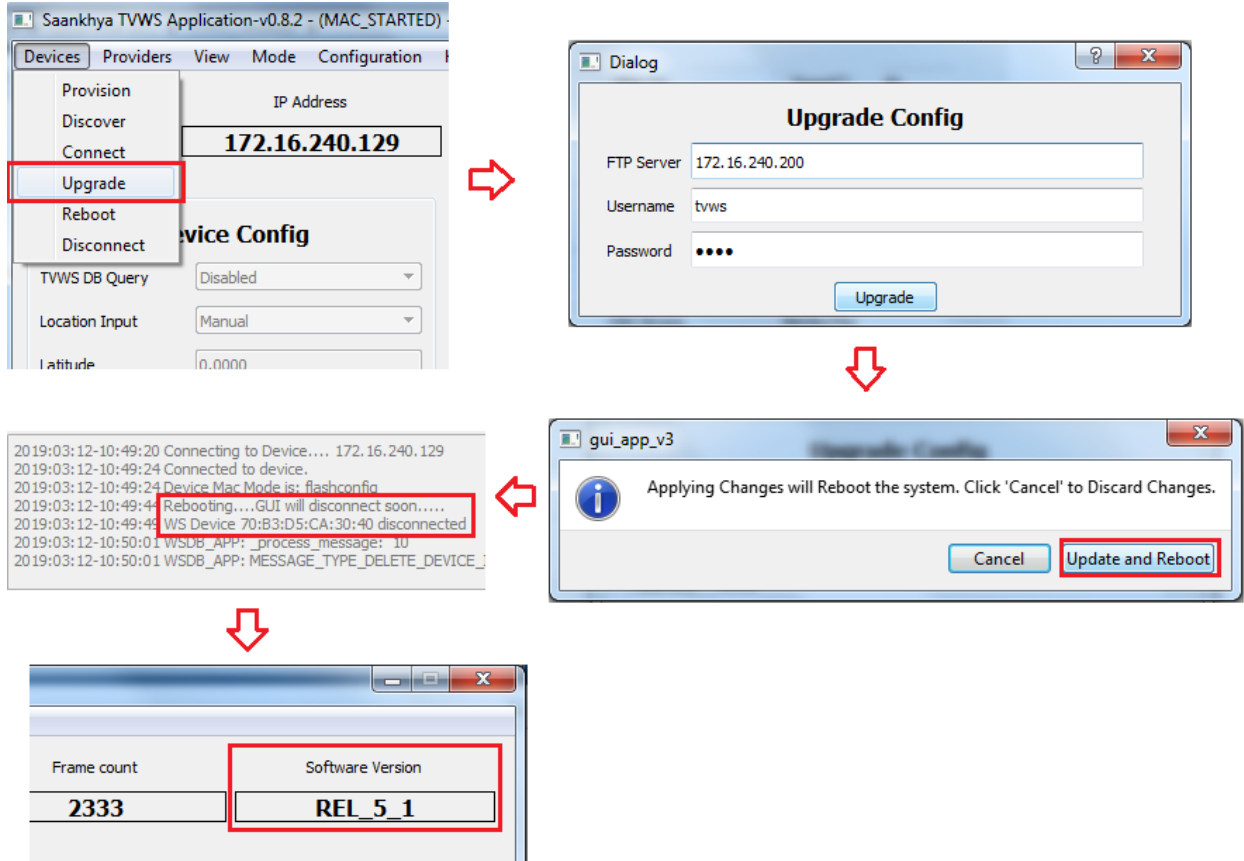 Saankhya TVWS Application-v0.8.2 - (MAC_STARTED) -
Devices Providers View Mode Configuration
Provision
Discover
Connect
Upgrade
Reboot
Disconnect
IP Address
172.16.240.129
vice Config
TVWS DB Query Disabled
Location Input Manual
Latitude 0.0000
Dialog
Upgrade Config
FTP Server 172.16.240.200
Username tvws
Password ••••
Upgrade
gui_app_v3
Upgrade Config
Applying Changes will Reboot the system. Click 'Cancel' to Discard Changes.
Cancel Update and Reboot
2019:03:12-10:49:20 Connecting to Device.... 172.16.240.129
2019:03:12-10:49:24 Connected to device.
2019:03:12-10:49:24 Device Mac Mode is: flashconfig
2019:03:12-10:49:44 Rebooting....GUI will disconnect soon.....
2019:03:12-10:49:49 WS Device 70:B3:D5:CA:30:40 disconnected
2019:03:12-10:50:01 WSDB_APP: _process_message: 10
2019:03:12-10:50:01 WSDB_APP: MESSAGE_TYPE_DELETE_DEVICE_
Frame count Software Version
2333 REL_5_1